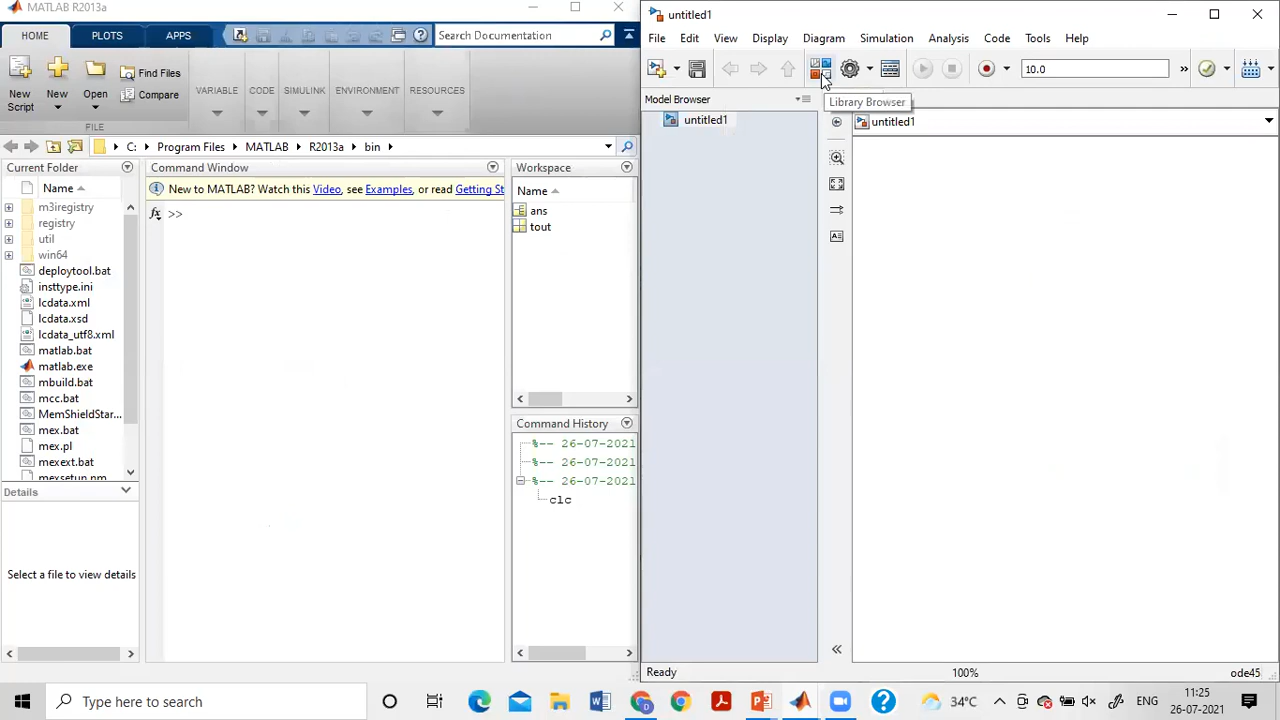 MATLAB R2013a
HOME PLOTS APPS
Search Documentation
New Script
New
Open
Find Files
Compare
FILE
VARIABLE
CODE
SIMULINK
ENVIRONMENT
RESOURCES
C: Program Files MATLAB R2013a bin
Current Folder
Name
m3iregistry
registry
util
win64
deploytool.bat
insttype.ini
lcdata.xml
lcdata.xsd
lcdata_utf8.xml
matlab.bat
matlab.exe
mbuild.bat
mcc.bat
MemShieldStar...
mex.bat
mex.pl
mexext.bat
mexsetup.pm
Details
Select a file to view details
Command Window
New to MATLAB? Watch this Video, see Examples, or read Getting St
fx >>
Workspace
Name
ans
tout
Command History
%-- 26-07-2021
%-- 26-07-2021
%-- 26-07-2021
clc
untitled1
File Edit View Display Diagram Simulation Analysis Code Tools Help
10.0
Library Browser
Model Browser
untitled1
untitled1
Ready
100%
ode45
Type here to search
34°C
ENG
11:25
26-07-2021